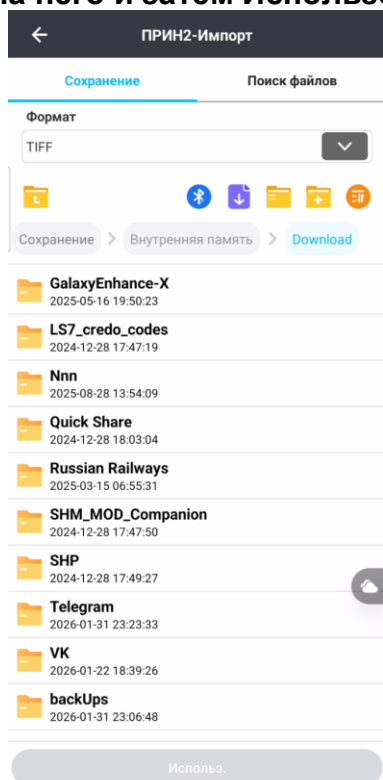 на него и затем Использо
ПРИН2-Импорт
Сохранение Поиск файлов
Формат
TIFF
Сохранение > Внутренняя память > Download
GalaxyEnhance-X
2025-05-16 19:50:23
LS7_credo_codes
2024-12-28 17:47:19
Nnn
2025-08-28 13:54:09
Quick Share
2024-12-28 18:03:04
Russian Railways
2025-03-15 06:55:31
SHM_MOD_Companion
2024-12-28 17:47:50
SHP
2024-12-28 17:49:27
Telegram
2026-01-31 23:23:33
VK
2026-01-22 18:39:26
backUps
2026-01-31 23:06:48
Использ.